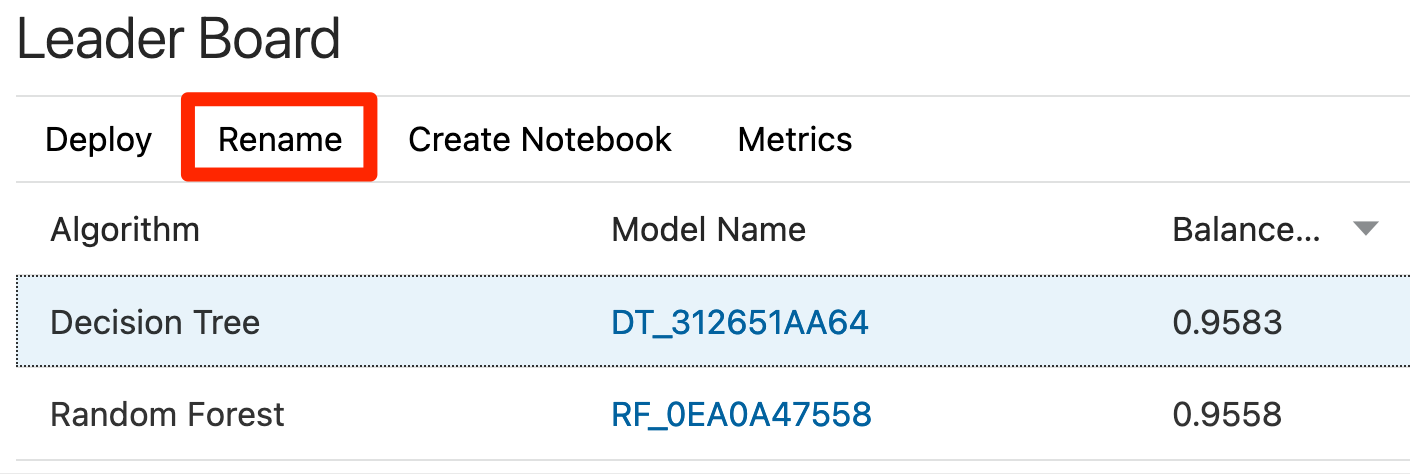 Leader Board
Deploy Rename Create Notebook Metrics
Algorithm Model Name Balance...
Decision Tree DT_312651AA64 0.9583
Random Forest RF_0EA0A47558 0.9558